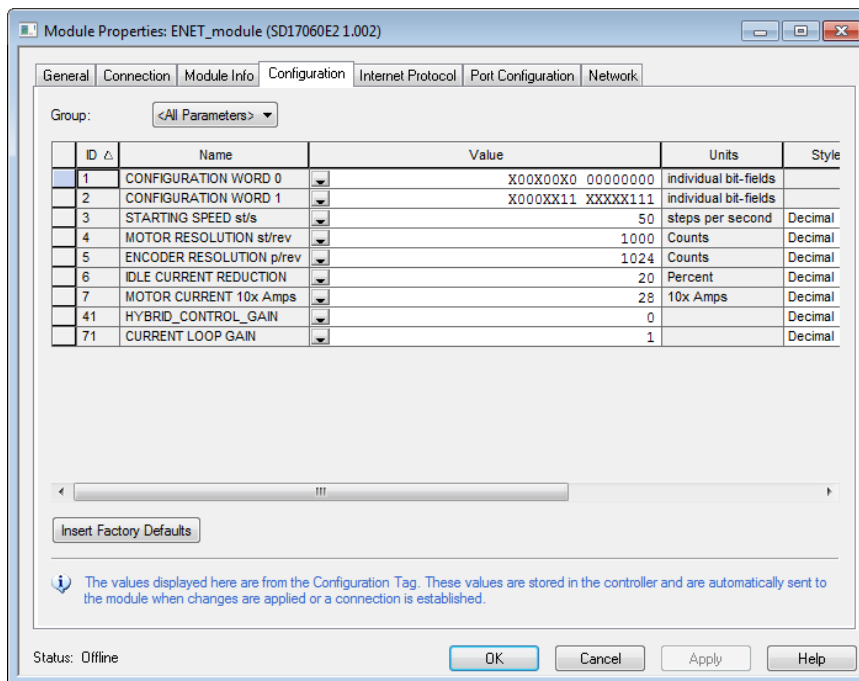 Module Properties: ENET_module (SD17060E2 1.002)
General Connection Module Info Configuration Internet Protocol Port Configuration Network
Group: <All Parameters>
ID Name Value Units Style
1 CONFIGURATION WORD 0 X00X00X0 00000000 individual bit-fields
2 CONFIGURATION WORD 1 X000XX11 XXXXX111 individual bit-fields
3 STARTING SPEED st/s 50 steps per second Decimal
4 MOTOR RESOLUTION st/rev 1000 Counts Decimal
5 ENCODER RESOLUTION p/rev 1024 Counts Decimal
6 IDLE CURRENT REDUCTION 20 Percent Decimal
7 MOTOR CURRENT 10x Amps 28 10x Amps Decimal
41 HYBRID_CONTROL_GAIN 0 Decimal
71 CURRENT LOOP GAIN 1 Decimal
Insert Factory Defaults
The values displayed here are from the Configuration Tag. These values are stored in the controller and are automatically sent to
the module when changes are applied or a connection is established.
Status: Offline OK Cancel Apply Help